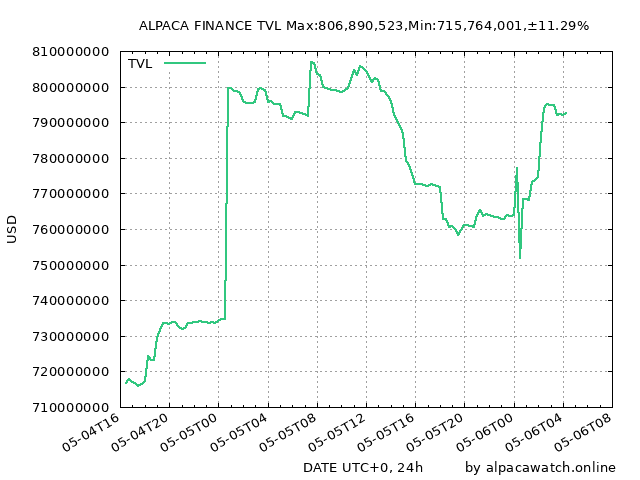 ALPACA FINANCE TVL Max:806,890,523,Min:715,764,001,±11.29%
TVL
810000000
800000000
790000000
780000000
770000000
760000000
750000000
740000000
730000000
720000000
710000000
USD
05-04T16
05-04T20
05-05T00
05-05T04
05-05T08
05-05T12
05-05T16
05-05T20
05-06T00
05-06T04
05-06T08
DATE UTC+0, 24h
by alpacawatch.online